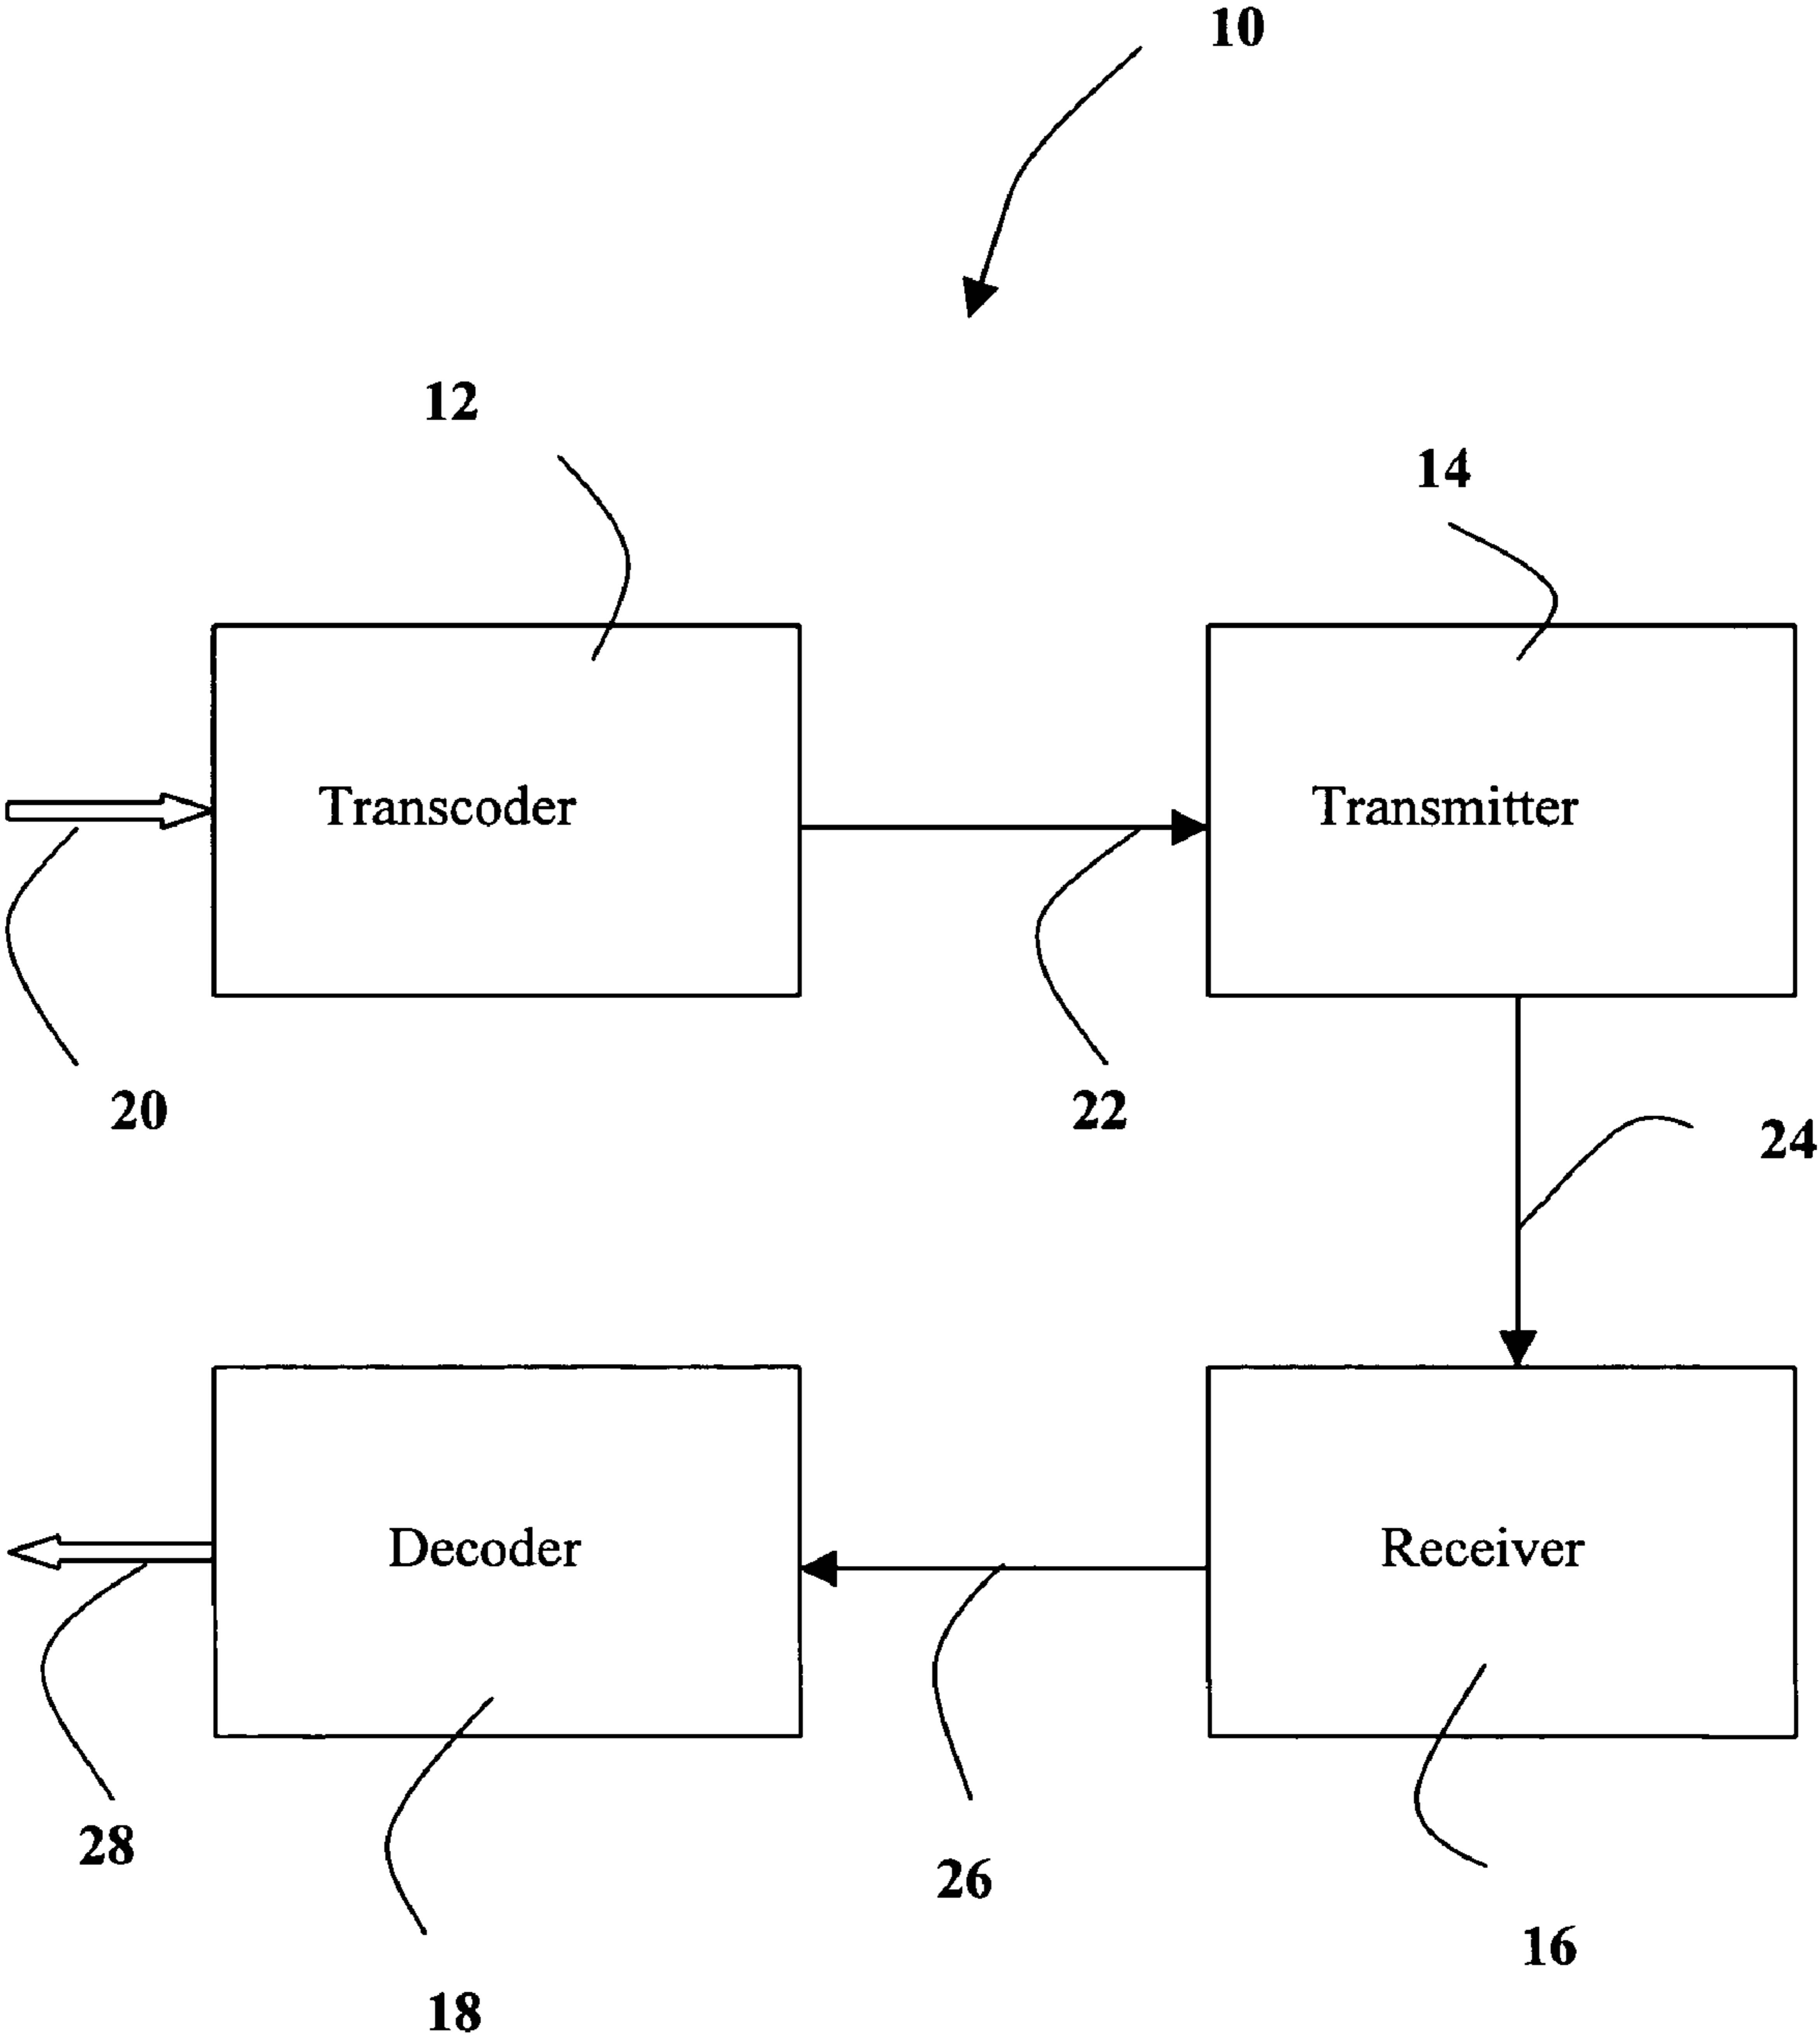 10
12
14
Transcoder
Transmitter
20
22
24
Decoder
Receiver
28
26
16
18